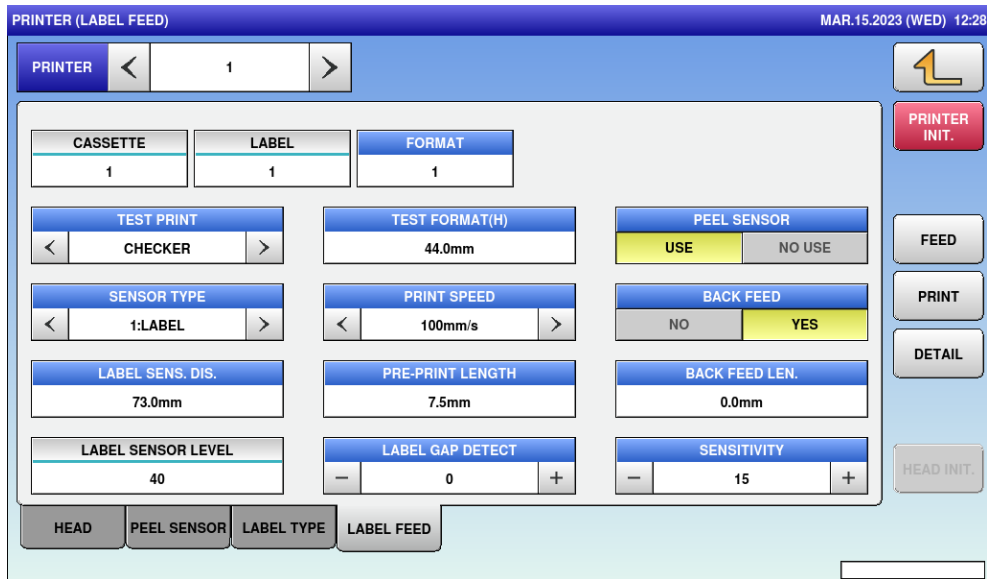 PRINTER (LABEL FEED) MAR.15.2023 (WED) 12:28
PRINTER < 1 >
PRINTER INIT.
CASSETTE LABEL FORMAT
1 1 1
TEST PRINT TEST FORMAT(H) PEEL SENSOR
< CHECKER > 44.0mm USE NO USE
FEED
SENSOR TYPE PRINT SPEED BACK FEED
< 1:LABEL > < 100mm/s > NO YES
PRINT
DETAIL
LABEL SENS. DIS. PRE-PRINT LENGTH BACK FEED LEN.
73.0mm 7.5mm 0.0mm
LABEL SENSOR LEVEL LABEL GAP DETECT SENSITIVITY
40 − 0 + − 15 +
HEAD INIT.
HEAD PEEL SENSOR LABEL TYPE LABEL FEED